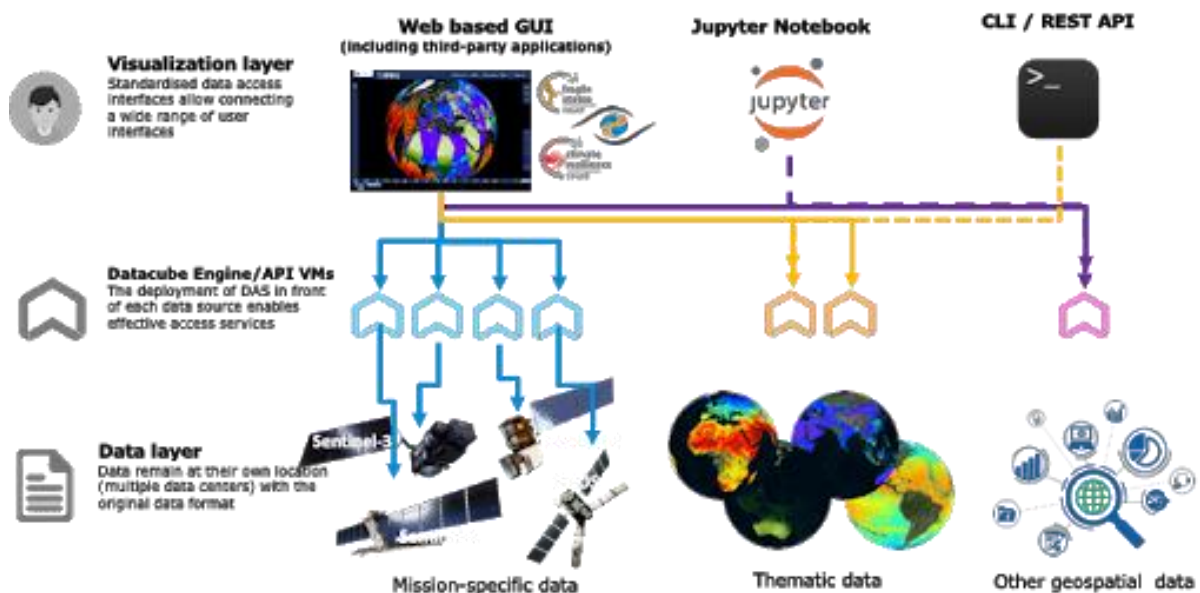 Web based GUI
(including third-party applications)
Jupyter Notebook
CLI / REST API
Visualization layer
Standardised data access
interfaces allow connecting
a wide range of user
interfaces
jupyter
>_
Datacube Engine/API VMs
The deployment of DAS in front
of each data source enables
effective access services
Sentinel-3
Data layer
Data remain at their own location
(multiple data centers) with the
original data format
Mission-specific data
Thematic data
Other geospatial data